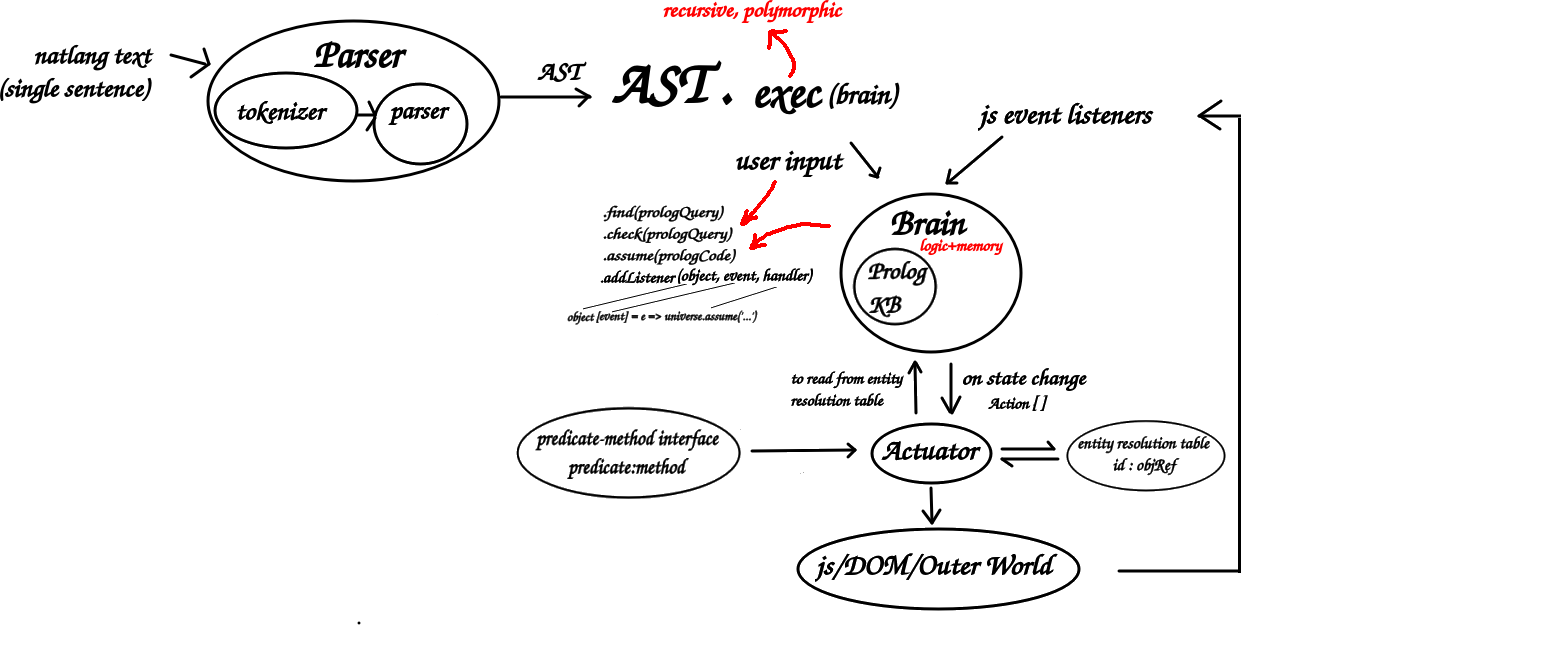 recursive, polymorphic
natlang text
(single sentence)
Parser
tokenizer
parser
AST
AST. exec (brain)
js event listeners
user input
.find(prologQuery)
.check(prologQuery)
.assume(prologCode)
.addListener (object, event, handler)
object [event] = e => universe.assume('...')
Brain
logic+memory
Prolog
KB
to read from entity
resolution table
on state change
Action [ ]
predicate-method interface
predicate:method
Actuator
entity resolution table
id : objRef
js/DOM/Outer World